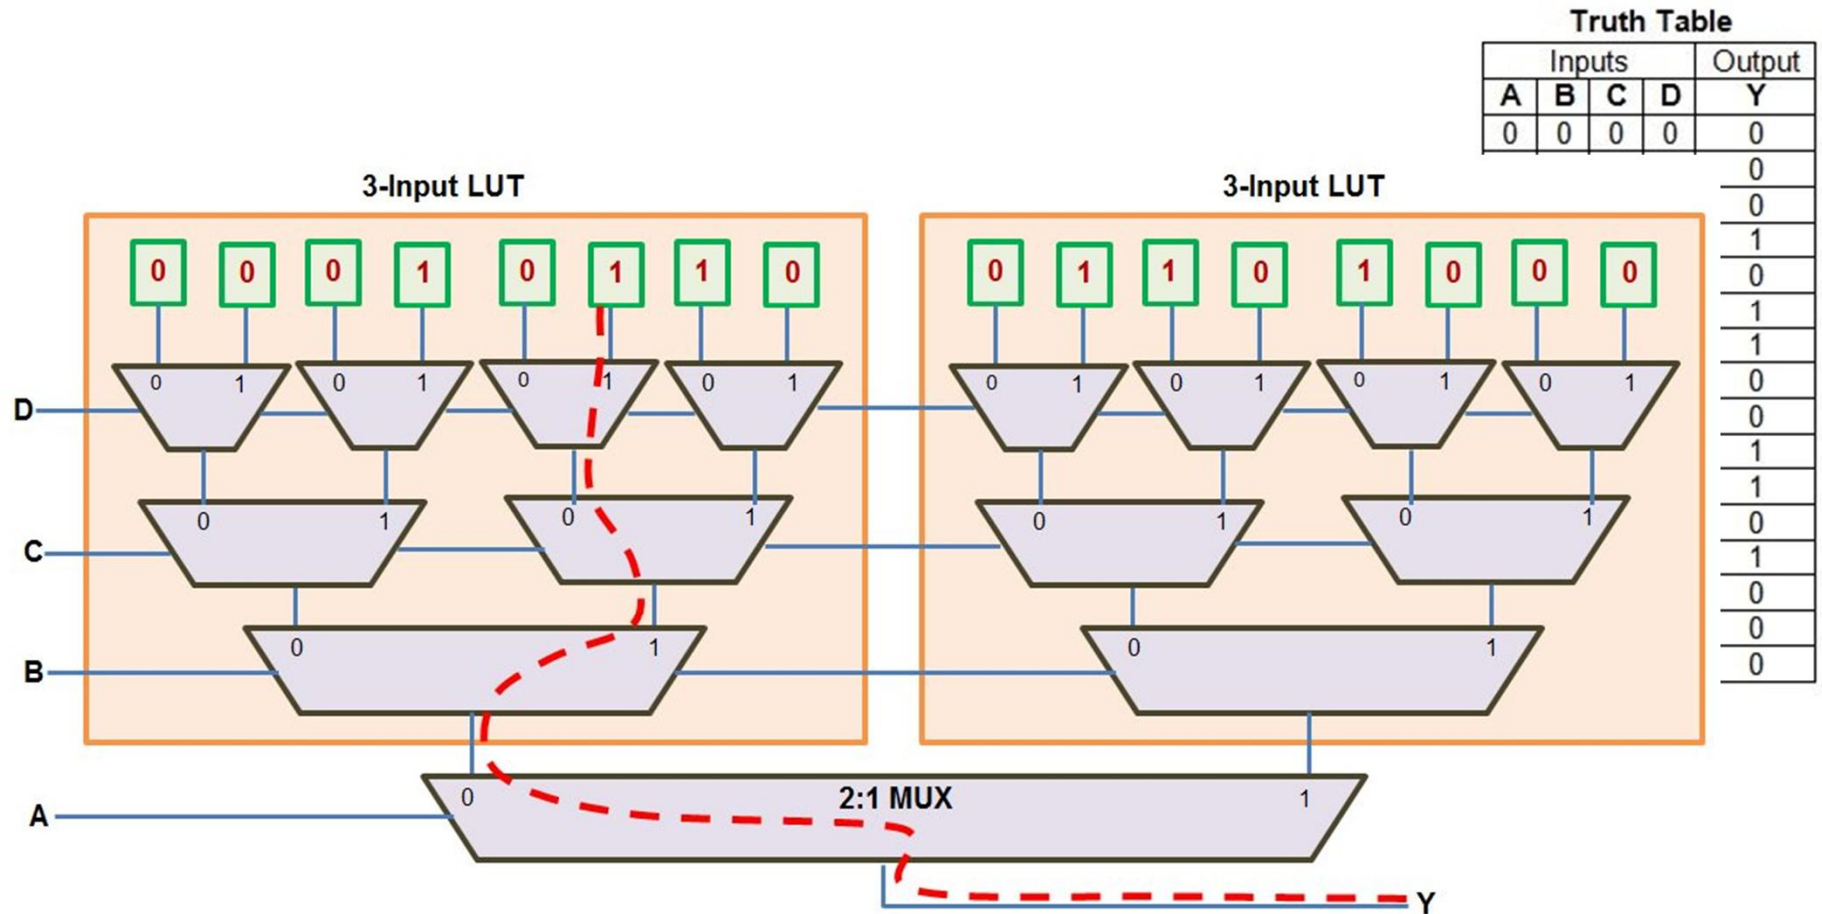 Truth Table
Inputs Output
A B C D Y
0 0 0 0 0
0
0
1
0
1
1
0
0
1
1
0
1
0
0
0
3-Input LUT 3-Input LUT
0 0 0 1 0 1 1 0 0 1 1 0 1 0 0 0
0 1 0 1 0 1 0 1 0 1 0 1 0 1 0 1
D
0 1 0 1 0 1 0 1
C
0 1 0 1
B
0 2:1 MUX 1
A
Y